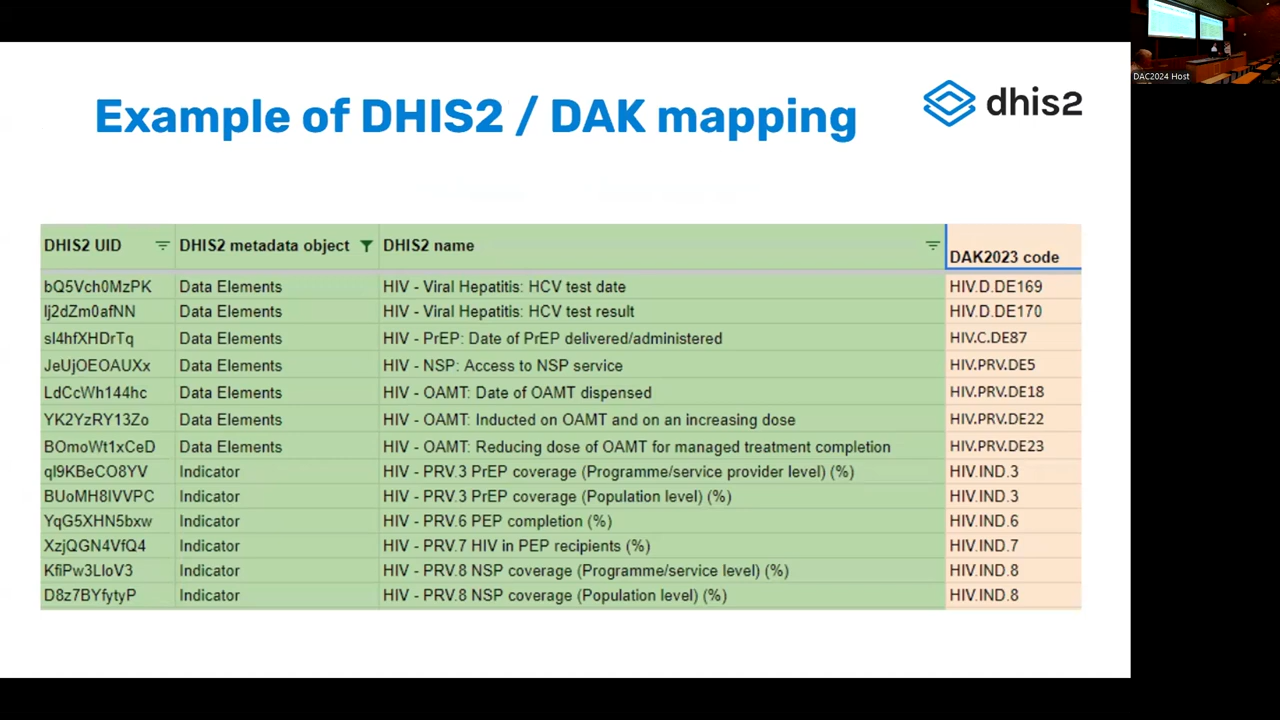 DAC2024 Host
Example of DHIS2 / DAK mapping
dhis2
DHIS2 UID DHIS2 metadata object DHIS2 name DAK2023 code
bQ5Vch0MzPK Data Elements HIV - Viral Hepatitis: HCV test date HIV.D.DE169
lj2dZm0afNN Data Elements HIV - Viral Hepatitis: HCV test result HIV.D.DE170
sl4hfXHDrTq Data Elements HIV - PrEP: Date of PrEP delivered/administered HIV.C.DE87
JeUjOEOAUXx Data Elements HIV - NSP: Access to NSP service HIV.PRV.DE5
LdCcWh144hc Data Elements HIV - OAMT: Date of OAMT dispensed HIV.PRV.DE18
YK2YzRY13Zo Data Elements HIV - OAMT: Inducted on OAMT and on an increasing dose HIV.PRV.DE22
BOmoWt1xCeD Data Elements HIV - OAMT: Reducing dose of OAMT for managed treatment completion HIV.PRV.DE23
ql9KBeCO8YV Indicator HIV - PRV.3 PrEP coverage (Programme/service provider level) (%) HIV.IND.3
BUoMH8lVVPC Indicator HIV - PRV.3 PrEP coverage (Population level) (%) HIV.IND.3
YqG5XHN5bxw Indicator HIV - PRV.6 PEP completion (%) HIV.IND.6
XzjQGN4VfQ4 Indicator HIV - PRV.7 HIV in PEP recipients (%) HIV.IND.7
KfiPw3LloV3 Indicator HIV - PRV.8 NSP coverage (Programme/service level) (%) HIV.IND.8
D8z7BYfytyP Indicator HIV - PRV.8 NSP coverage (Population level) (%) HIV.IND.8